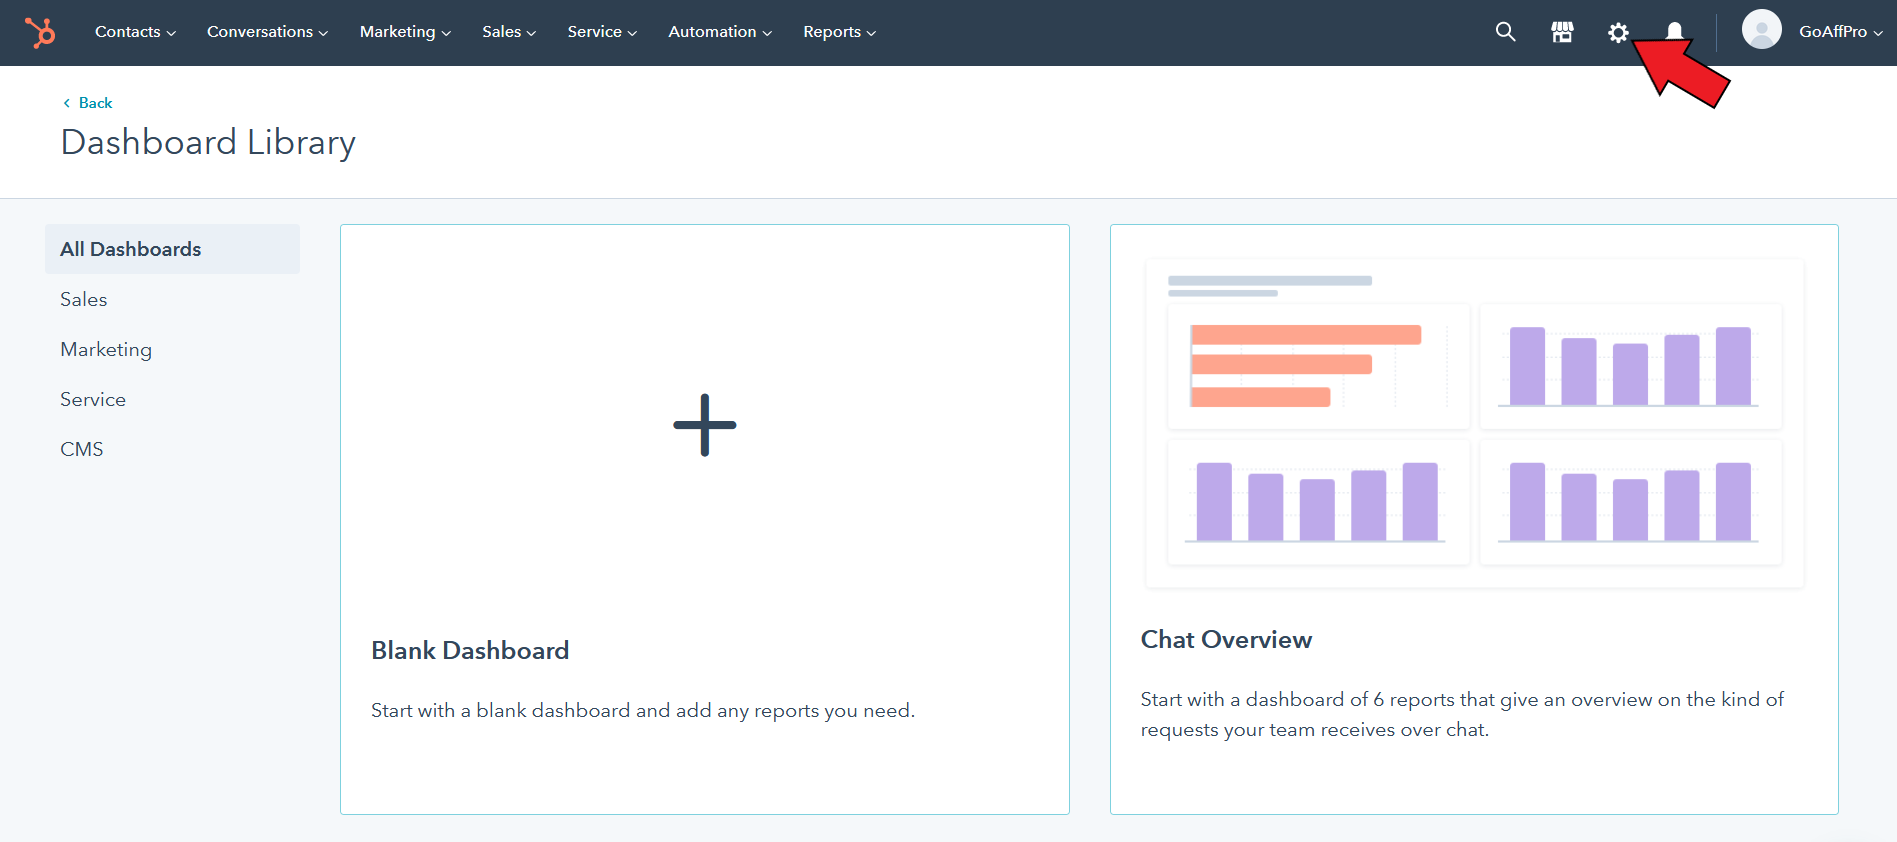 Contacts Conversations Marketing Sales Service Automation Reports GoAffPro
Back
Dashboard Library
All Dashboards
Sales
Marketing
Service
CMS
Blank Dashboard
Start with a blank dashboard and add any reports you need.
Chat Overview
Start with a dashboard of 6 reports that give an overview on the kind of
requests your team receives over chat.